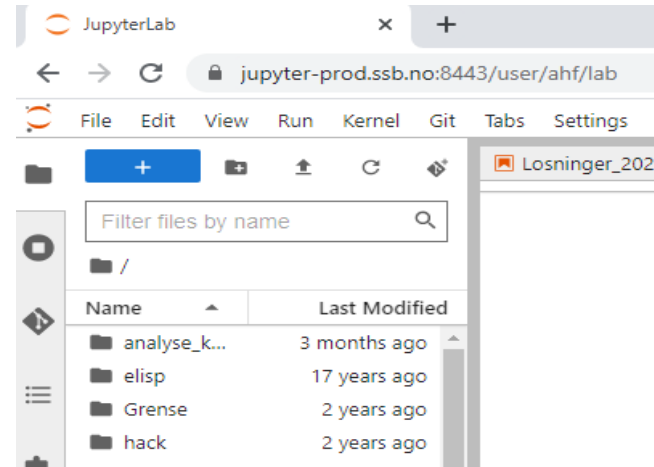 JupyterLab
jupyter-prod.ssb.no:8443/user/ahf/lab
File Edit View Run Kernel Git Tabs Settings
Losninger_202
Filter files by name
/
Name Last Modified
analyse_k... 3 months ago
elisp 17 years ago
Grense 2 years ago
hack 2 years ago